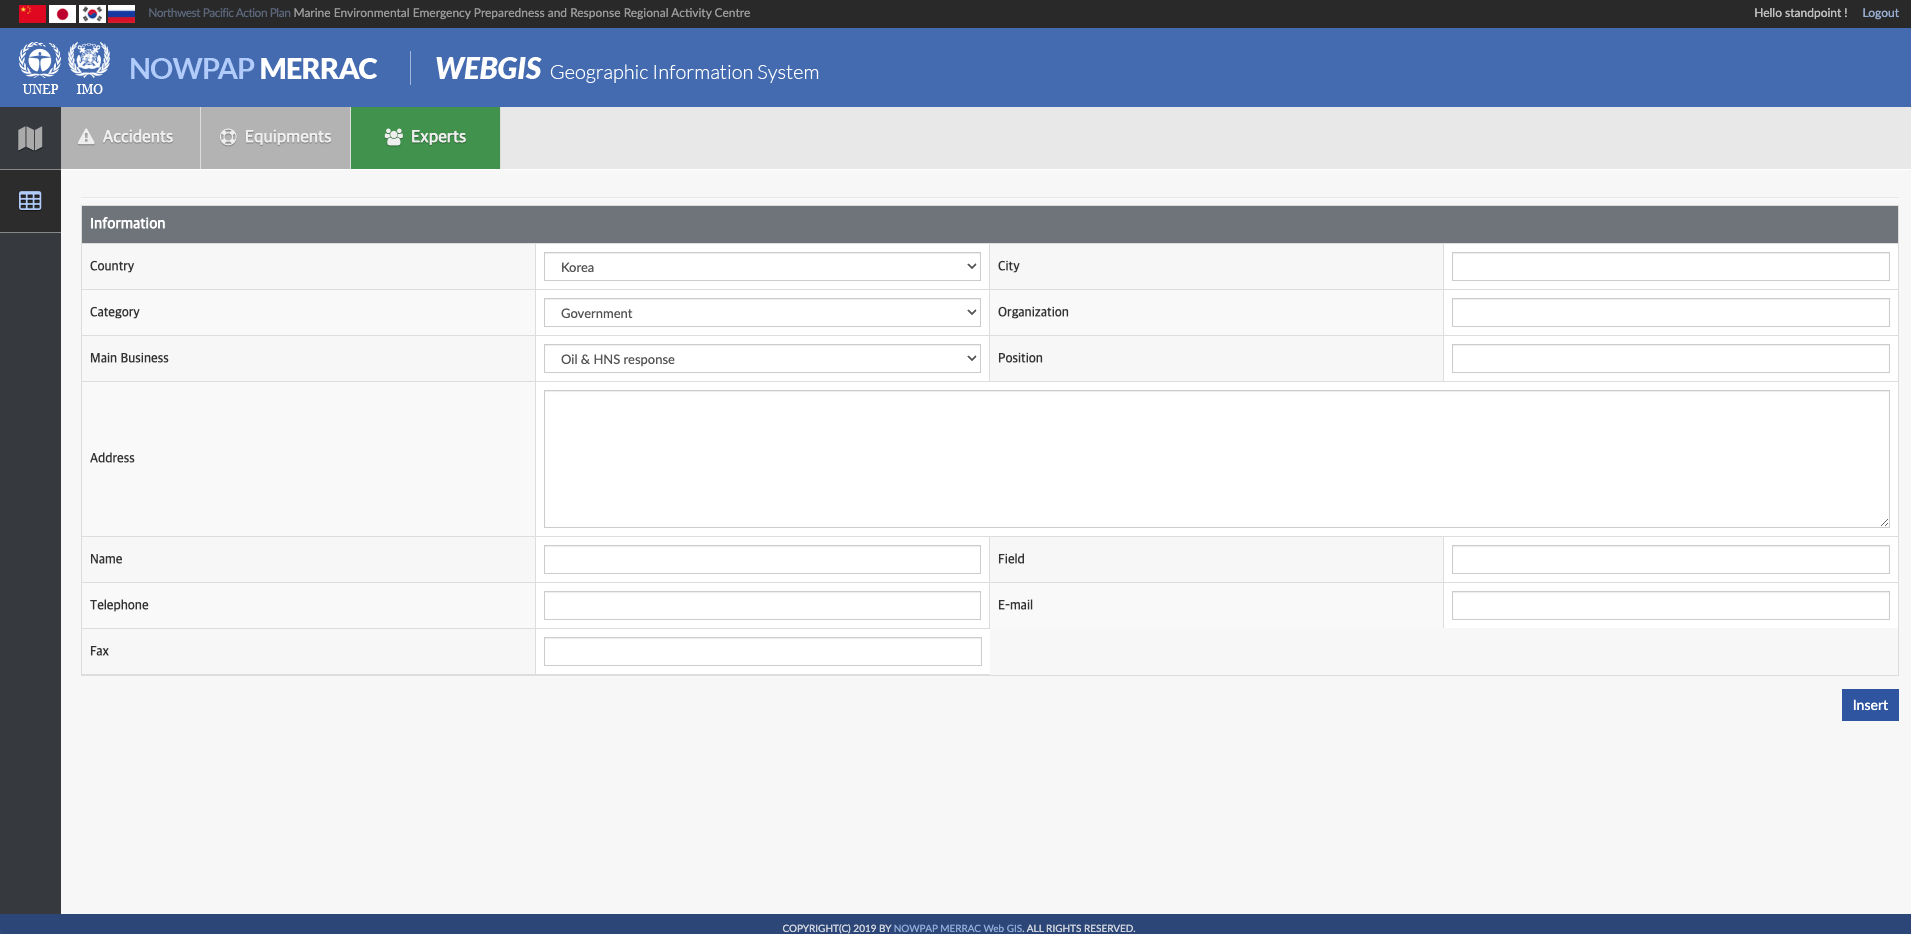 Northwest Pacific Action Plan Marine Environmental Emergency Preparedness and Response Regional Activity Centre
Hello standpoint ! Logout
UNEP IMO
NOWPAP MERRAC
WEBGIS Geographic Information System
Accidents
Equipments
Experts
Information
Country
Korea
City
Category
Government
Organization
Main Business
Oil & HNS response
Position
Address
Name
Field
Telephone
E-mail
Fax
Insert
COPYRIGHT(C) 2019 BY NOWPAP MERRAC Web GIS. ALL RIGHTS RESERVED.